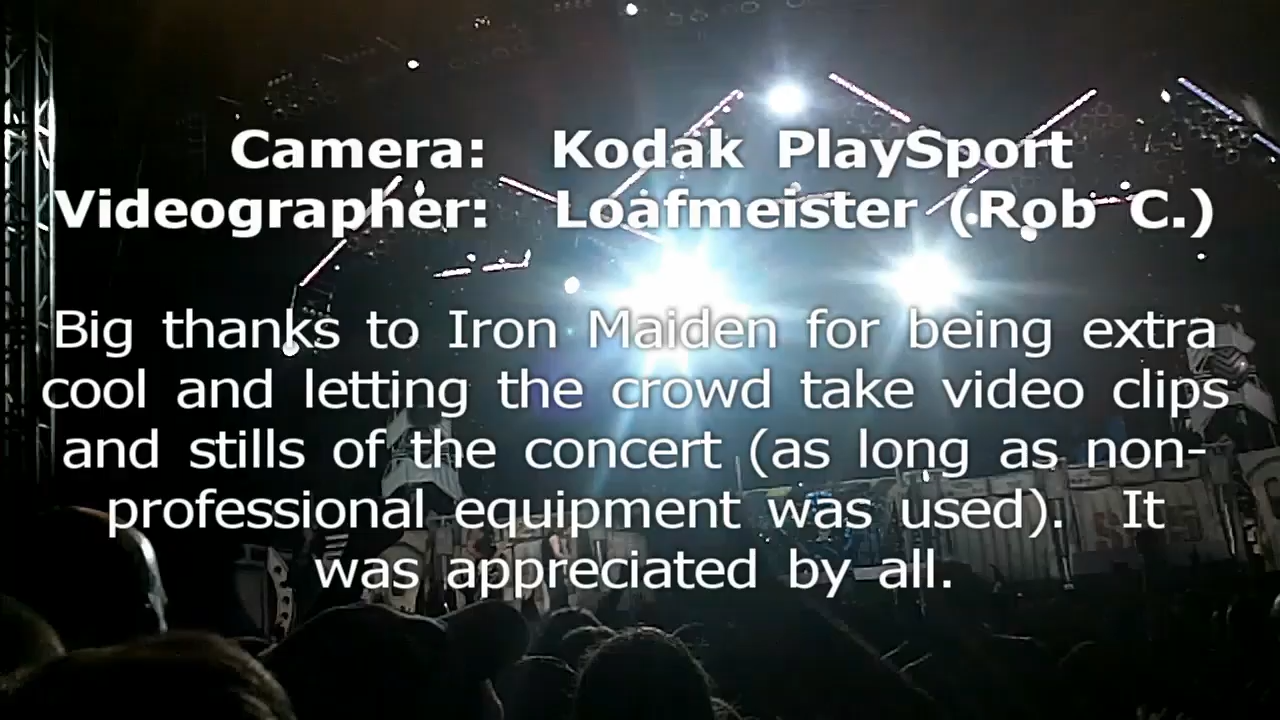 Camera: Kodak PlaySport
Videographer: Loafmeister (Rob C.)
Big thanks to Iron Maiden for being extra
cool and letting the crowd take video clips
and stills of the concert (as long as non-
professional equipment was used). It
was appreciated by all.